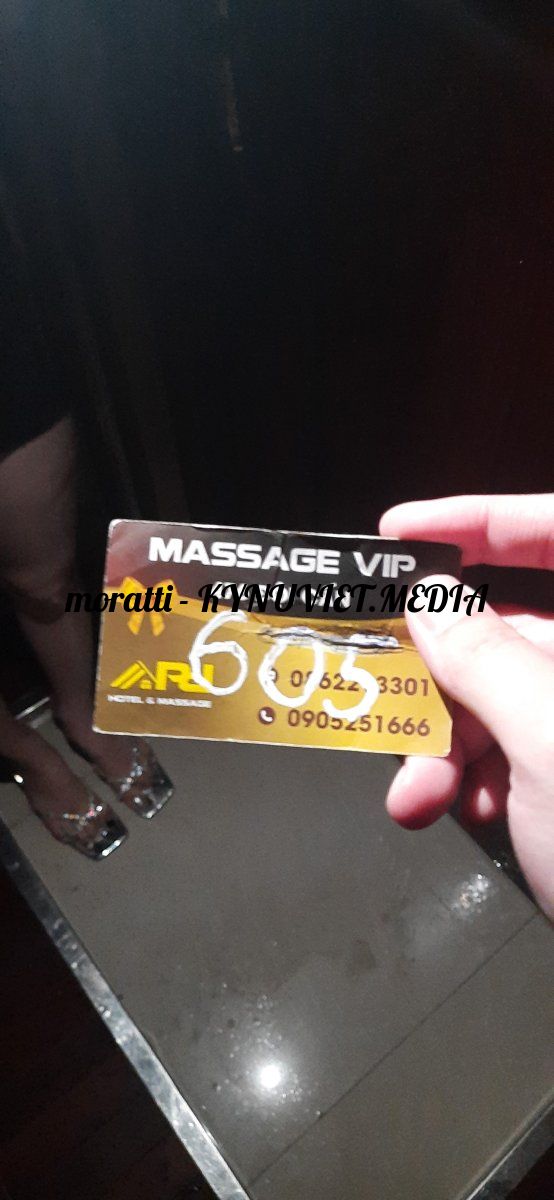 MASSAGE VIP
moratti - KYNUVIET.MEDIA
605
HOTEL & MASSAGE
0905251666